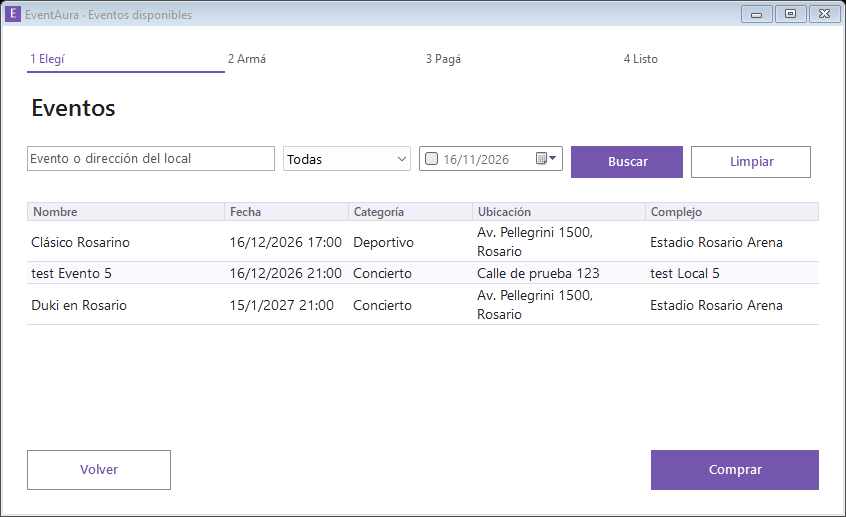 E EventAura - Eventos disponibles
1 Elegí 2 Armá 3 Pagá 4 Listo
Eventos
Evento o dirección del local Todas 16/11/2026 Buscar Limpiar
Nombre Fecha Categoría Ubicación Complejo
Clásico Rosarino 16/12/2026 17:00 Deportivo Av. Pellegrini 1500,
Rosario Estadio Rosario Arena
test Evento 5 16/12/2026 21:00 Concierto Calle de prueba 123 test Local 5
Duki en Rosario 15/1/2027 21:00 Concierto Av. Pellegrini 1500,
Rosario Estadio Rosario Arena
Volver Comprar